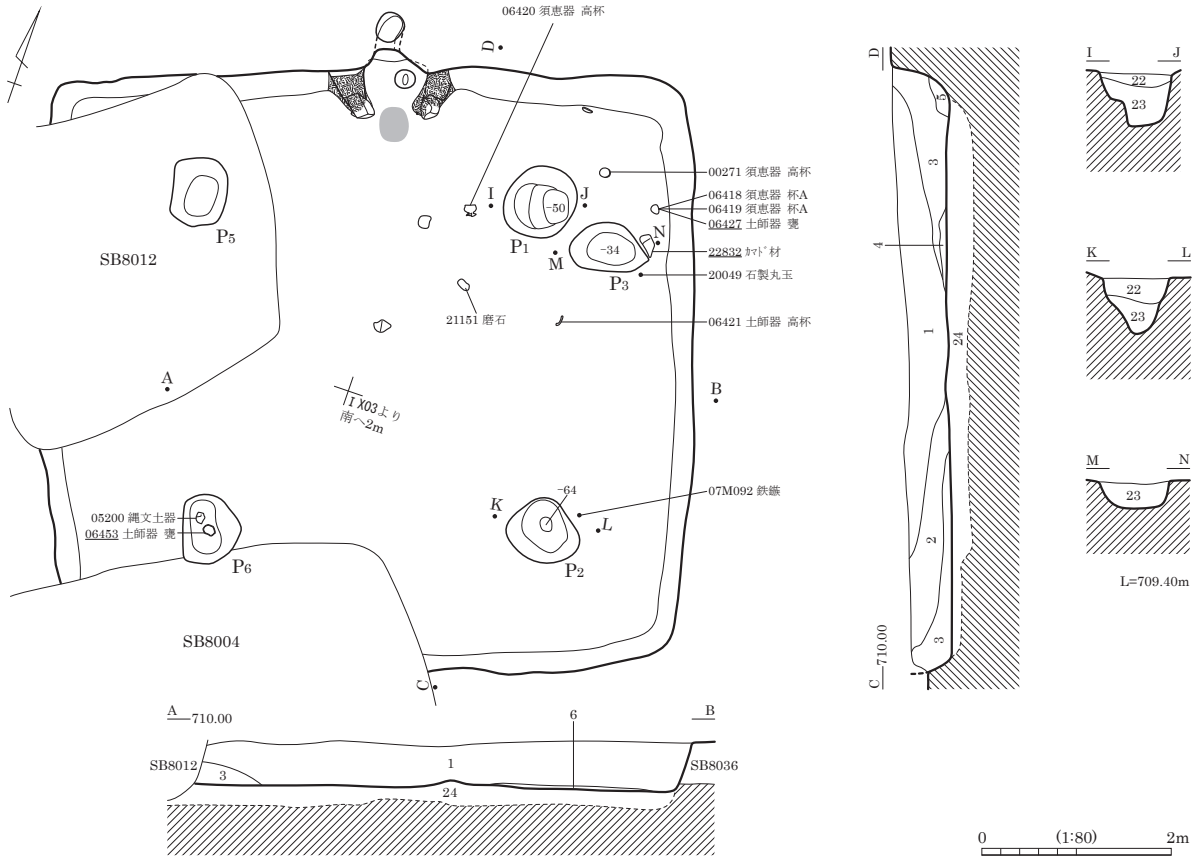 06420 須恵器 高杯
D
I
J
22
23
D
5
3
00271 須恵器 高杯
06418 須恵器 杯A
06419 須恵器 杯A
06427 土師器 甕
I
J
-50
P1
N
M
-34
P3
22832 ｶﾏﾄﾞ材
20049 石製丸玉
P5
SB8012
4
K
L
22
23
21151 磨石
06421 土師器 高杯
1
24
A
B
I X03より
南へ2m
M
N
23
-64
07M092 鉄鏃
K
L
05200 縄文土器
06453 土師器 甕
P6
P2
2
L=709.40m
SB8004
3
C
C
710.00
A
710.00
6
B
SB8012
3
1
SB8036
24
0
(1:80)
2m